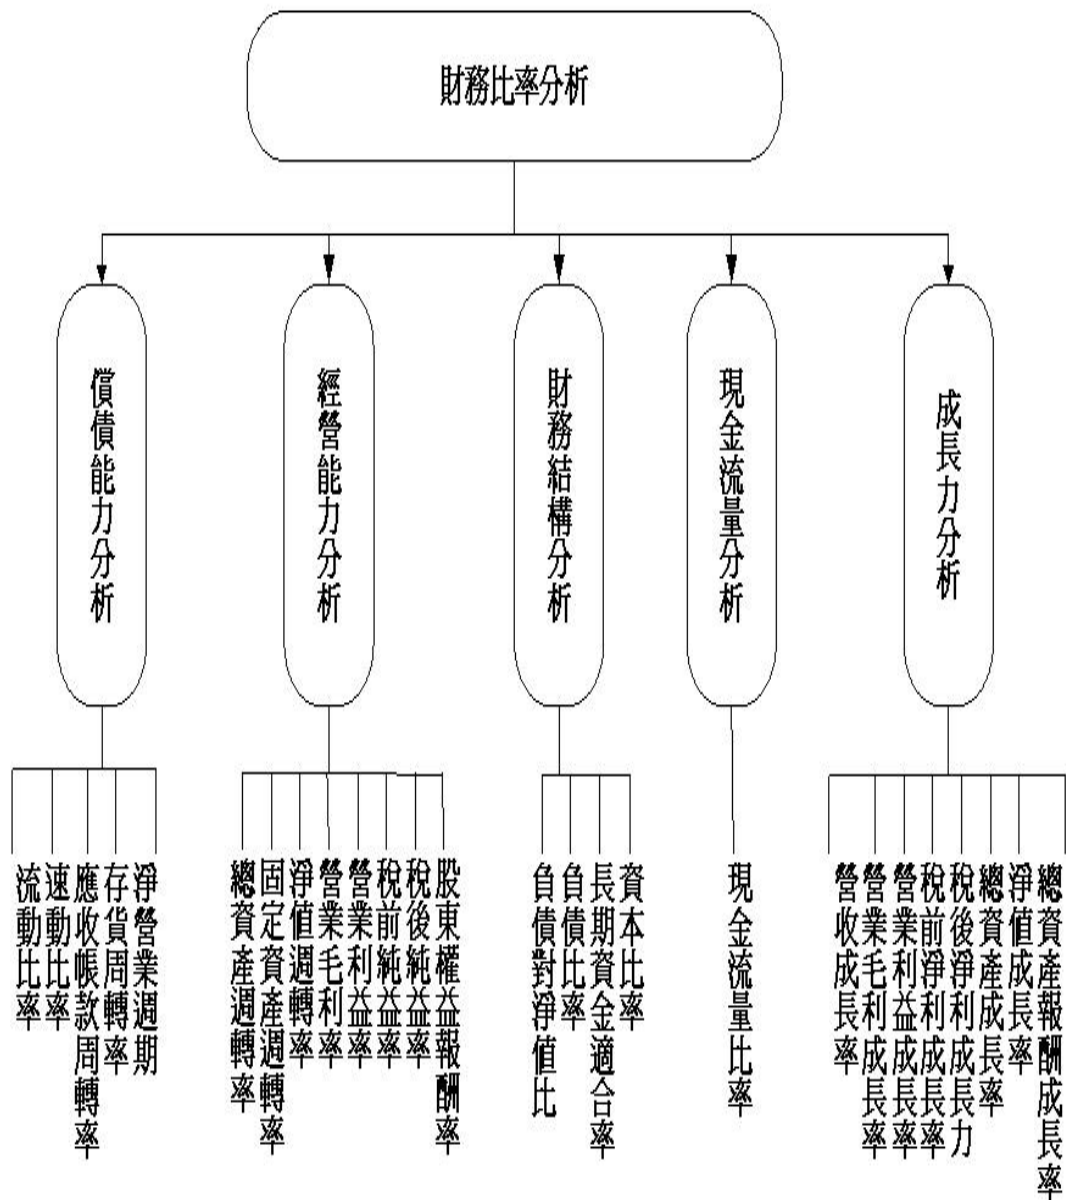 財務比率分析
償債能力分析
經營能力分析
財務結構分析
現金流量分析
成長力分析
流動比率
速動比率
應收帳款周轉率
存貨周轉率
淨營業週期
總資產週轉率
固定資產週轉率
淨值週轉率
營業毛利率
營業利益率
稅前純益率
稅後純益率
股東權益報酬率
負債對淨值比
負債比率
長期資金適合率
資本比率
現金流量比率
營收成長率
營業毛利成長率
營業利益成長率
稅前淨利成長率
稅後淨利成長力
總資產成長率
淨值成長率
總資產報酬成長率